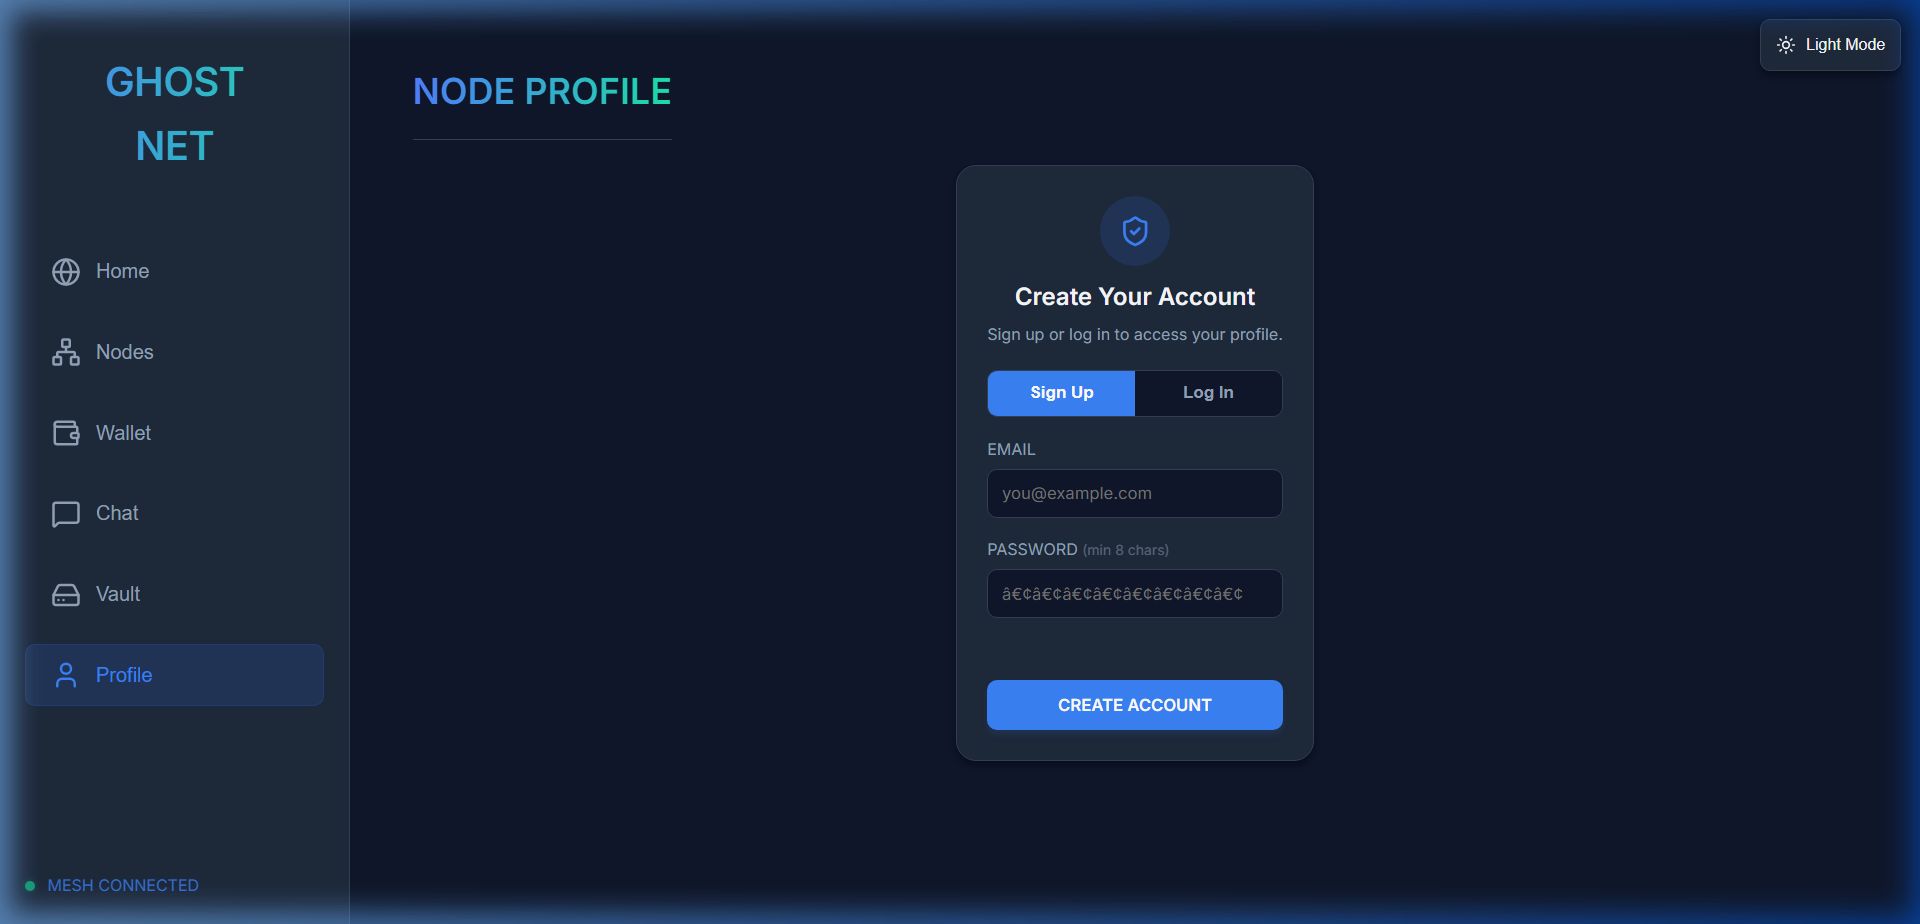 GHOST
NET
Home
Nodes
Wallet
Chat
Vault
Profile
MESH CONNECTED
Light Mode
NODE PROFILE
Create Your Account
Sign up or log in to access your profile.
Sign Up
Log In
EMAIL
you@example.com
PASSWORD (min 8 chars)
â€¢â€¢â€¢â€¢â€¢â€¢â€¢â€¢
CREATE ACCOUNT